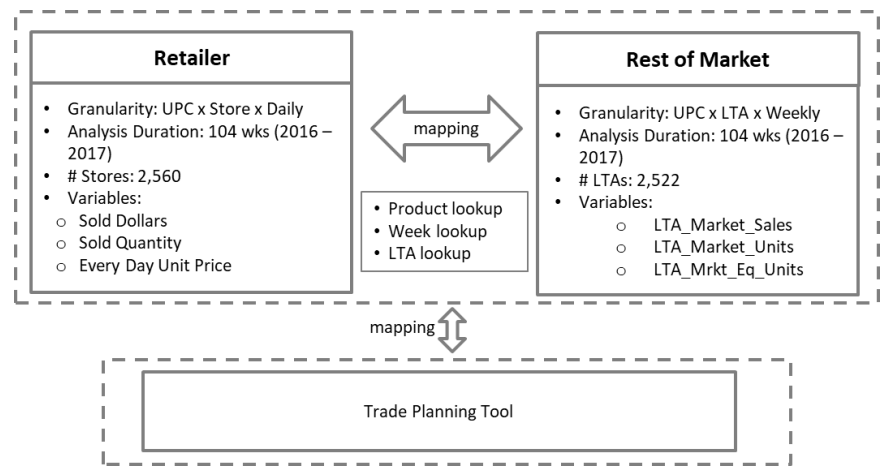 Retailer
• Granularity: UPC x Store x Daily
• Analysis Duration: 104 wks (2016 –
2017)
• # Stores: 2,560
• Variables:
o Sold Dollars
o Sold Quantity
o Every Day Unit Price
mapping
• Product lookup
• Week lookup
• LTA lookup
Rest of Market
• Granularity: UPC x LTA x Weekly
• Analysis Duration: 104 wks (2016 –
2017)
• # LTAs: 2,522
• Variables:
o LTA_Market_Sales
o LTA_Market_Units
o LTA_Mrkt_Eq_Units
mapping
Trade Planning Tool